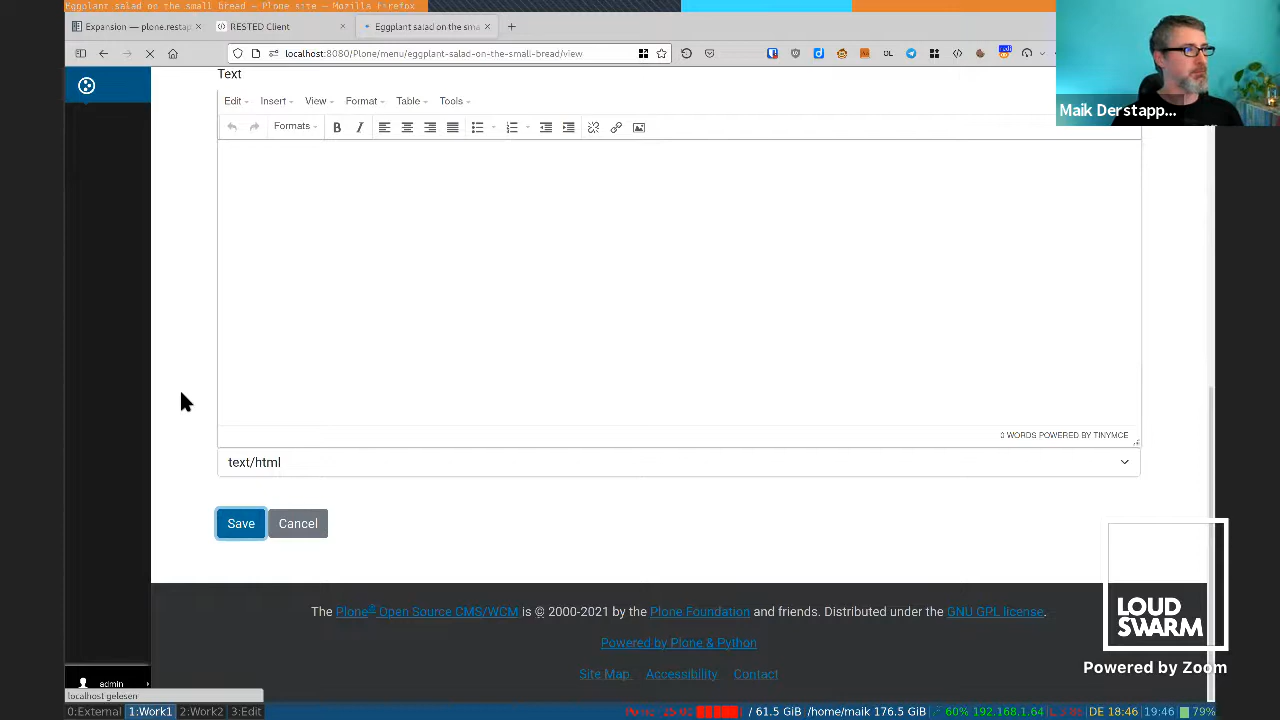 Eggplant salad on the small bread — Plone site — Mozilla Firefox
Expansion — plone.restap
RESTED Client
Eggplant salad on the sma
localhost:8080/Plone/menu/eggplant-salad-on-the-small-bread/view
Maik Derstapp...
Text
Edit
Insert
View
Format
Table
Tools
Formats
B
I
0 WORDS POWERED BY TINYMCE
text/html
Save
Cancel
The Plone® Open Source CMS/WCM is © 2000-2021 by the Plone Foundation and friends. Distributed under the GNU GPL license.
Powered by Plone & Python
Site Map
Accessibility
Contact
LOUD
SWARM
Powered by Zoom
admin
localhost gelesen
0:External
1:Work1
2:Work2
3:Edit
/ 61.5 GiB /home/maik 176.5 GiB
60% 192.168.1.64
DE 18:46
19:46
79%